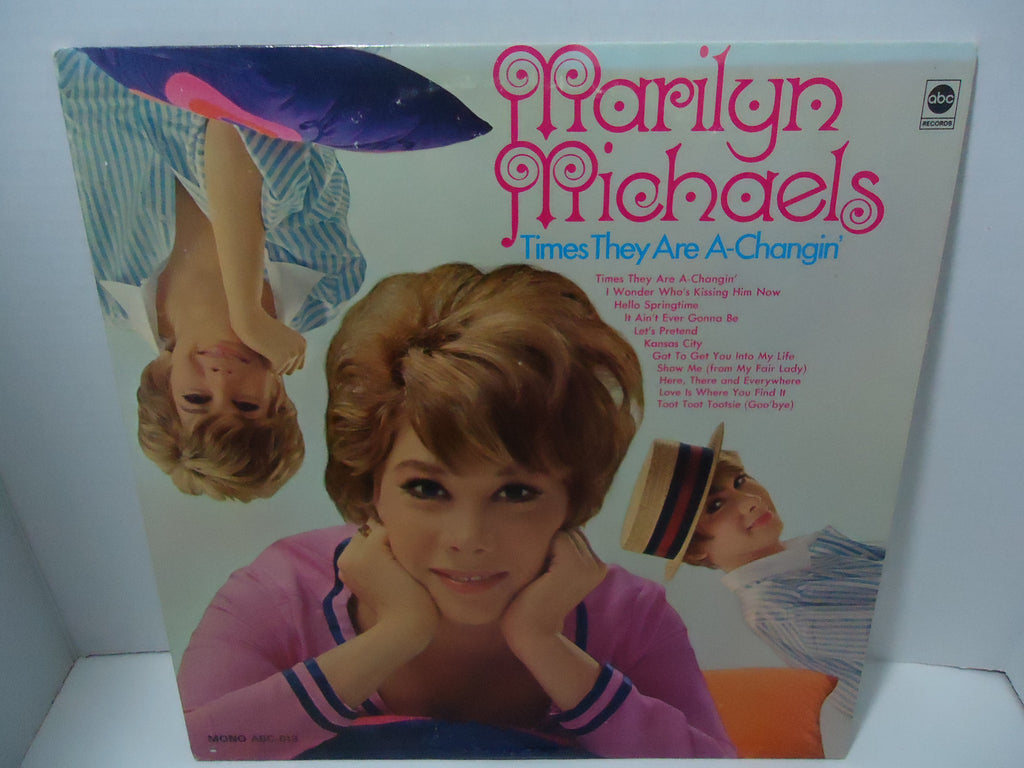 Marilyn
Michaels
Times They Are A-Changin'
abc
RECORDS
Times They Are A-Changin'
I Wonder Who's Kissing Him Now
Hello Springtime
It Ain't Ever Gonna Be
Let's Pretend
Kansas City
Got To Get You Into My Life
Show Me (from My Fair Lady)
Here, There and Everywhere
Love Is Where You Find It
Toot Toot Tootsie (Goo'bye)
MONO ABC-